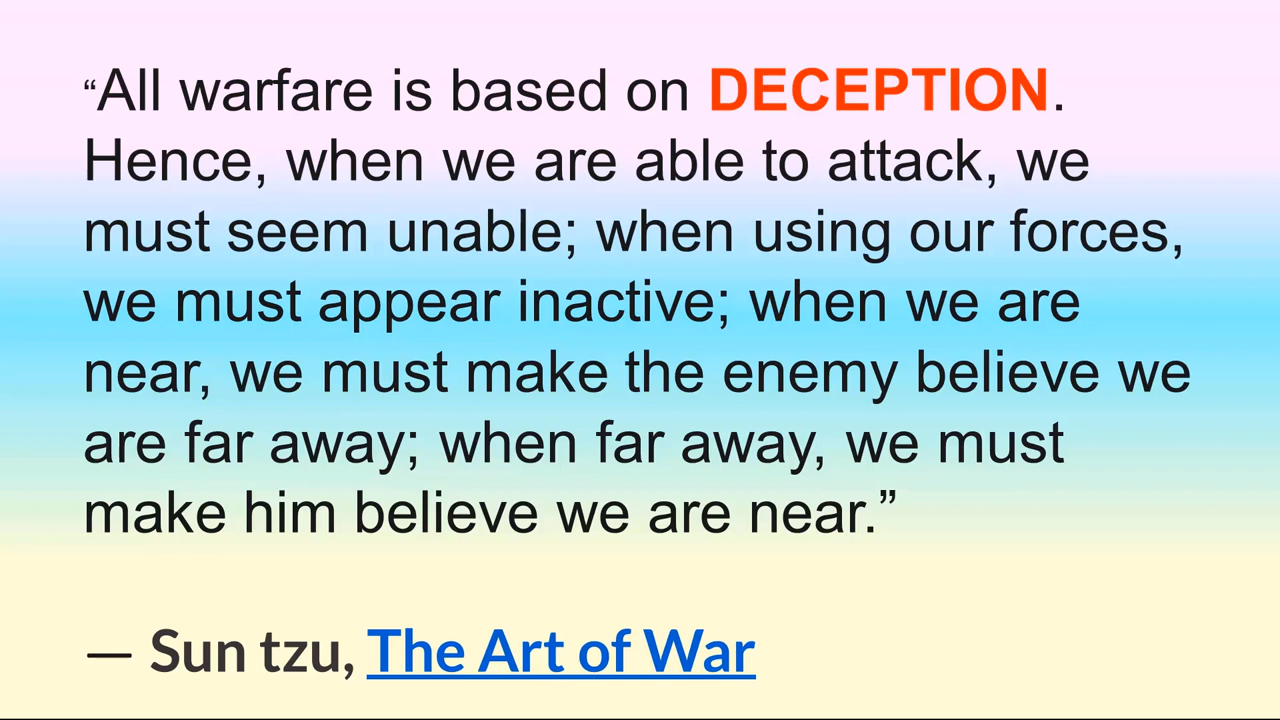 “All warfare is based on DECEPTION.
Hence, when we are able to attack, we
must seem unable; when using our forces,
we must appear inactive; when we are
near, we must make the enemy believe we
are far away; when far away, we must
make him believe we are near.”
— Sun tzu, The Art of War